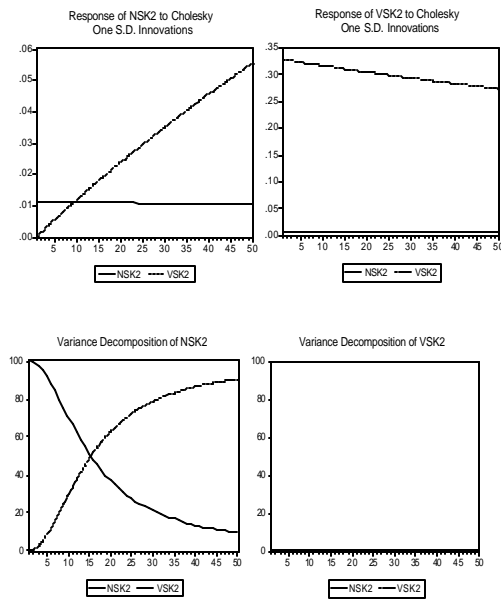 Response of NSK2 to Cholesky
One S.D. Innovations
.06
.05
.04
.03
.02
.01
.00
5 10 15 20 25 30 35 40 45 50
NSK2 VSK2
Response of VSK2 to Cholesky
One S.D. Innovations
.35
.30
.25
.20
.15
.10
.05
.00
5 10 15 20 25 30 35 40 45 50
NSK2 VSK2
Variance Decomposition of NSK2
100
80
60
40
20
0
5 10 15 20 25 30 35 40 45 50
NSK2 VSK2
Variance Decomposition of VSK2
100
80
60
40
20
0
5 10 15 20 25 30 35 40 45 50
NSK2 VSK2